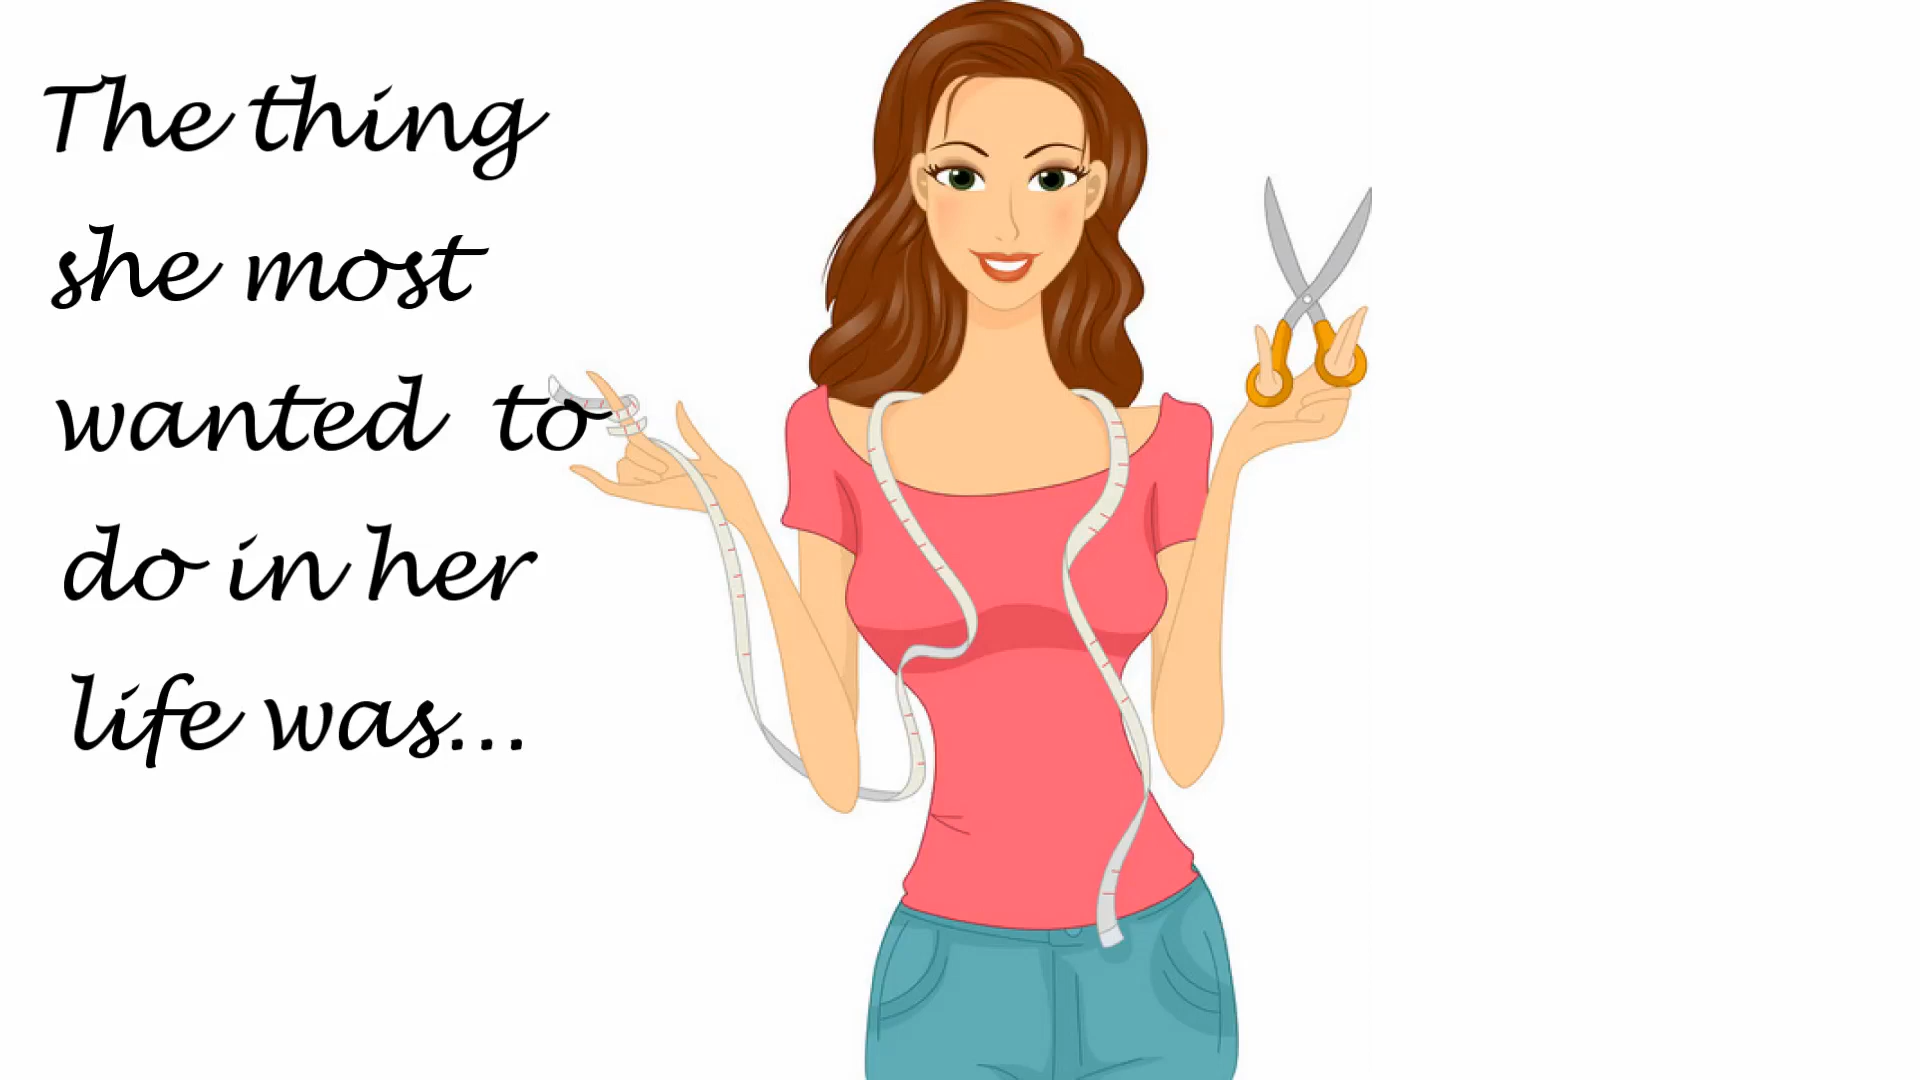 The thing
she most
wanted to
do in her
life was...